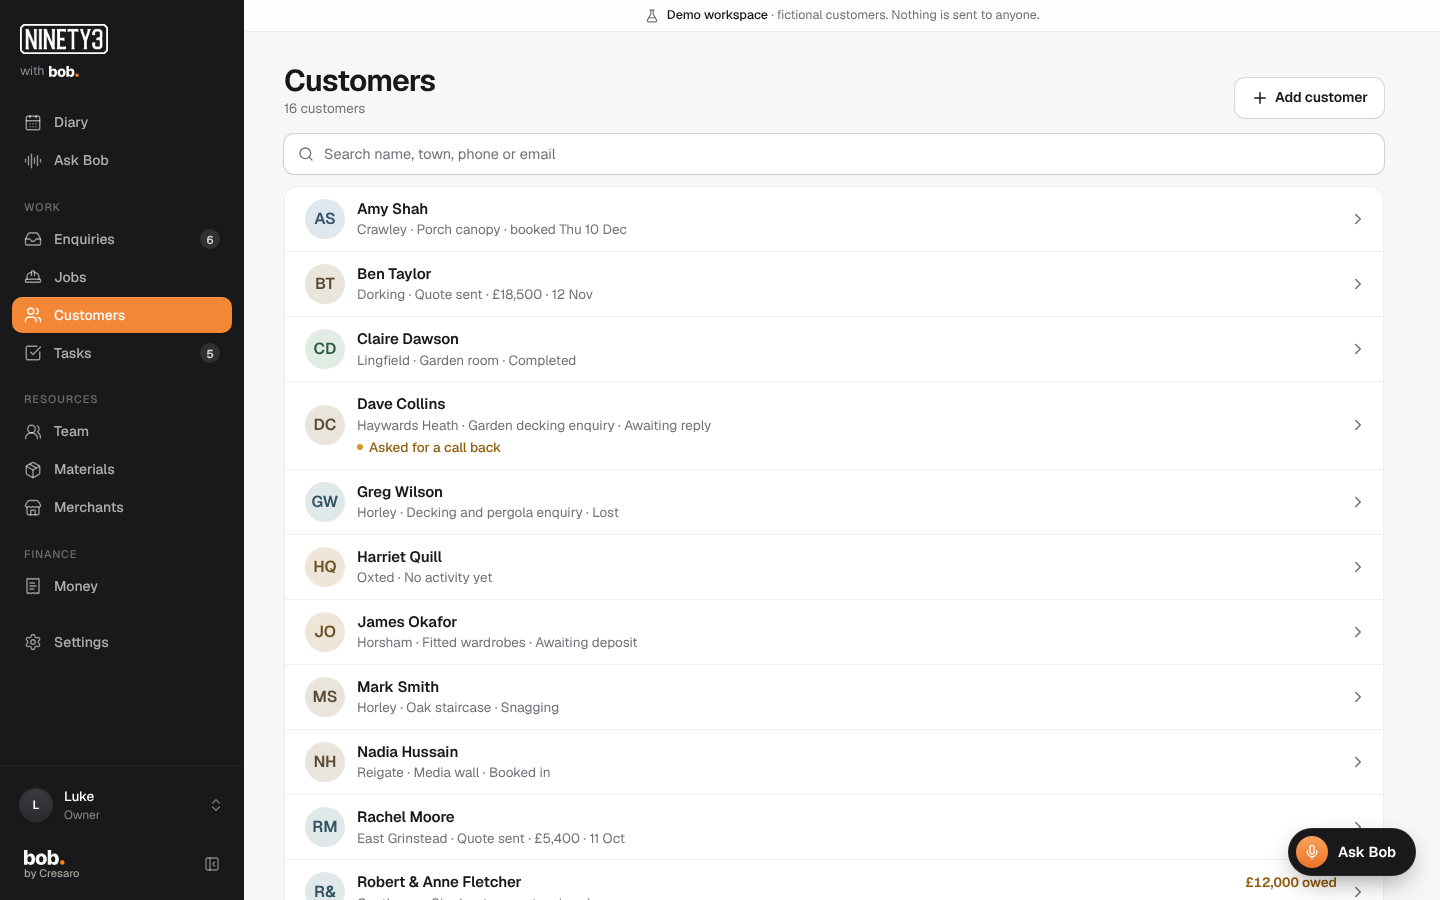 NINETY3
with bob.
Diary
Ask Bob
WORK
Enquiries 6
Jobs
Customers
Tasks 5
RESOURCES
Team
Materials
Merchants
FINANCE
Money
Settings
L
Luke
Owner
bob.
by Cresaro
Demo workspace · fictional customers. Nothing is sent to anyone.
Customers
16 customers
Add customer
Search name, town, phone or email
AS
Amy Shah
Crawley · Porch canopy · booked Thu 10 Dec
BT
Ben Taylor
Dorking · Quote sent · £18,500 · 12 Nov
CD
Claire Dawson
Lingfield · Garden room · Completed
DC
Dave Collins
Haywards Heath · Garden decking enquiry · Awaiting reply
Asked for a call back
GW
Greg Wilson
Horley · Decking and pergola enquiry · Lost
HQ
Harriet Quill
Oxted · No activity yet
JO
James Okafor
Horsham · Fitted wardrobes · Awaiting deposit
MS
Mark Smith
Horley · Oak staircase · Snagging
NH
Nadia Hussain
Reigate · Media wall · Booked in
RM
Rachel Moore
East Grinstead · Quote sent · £5,400 · 11 Oct
R&
Robert & Anne Fletcher
£12,000 owed
Ask Bob